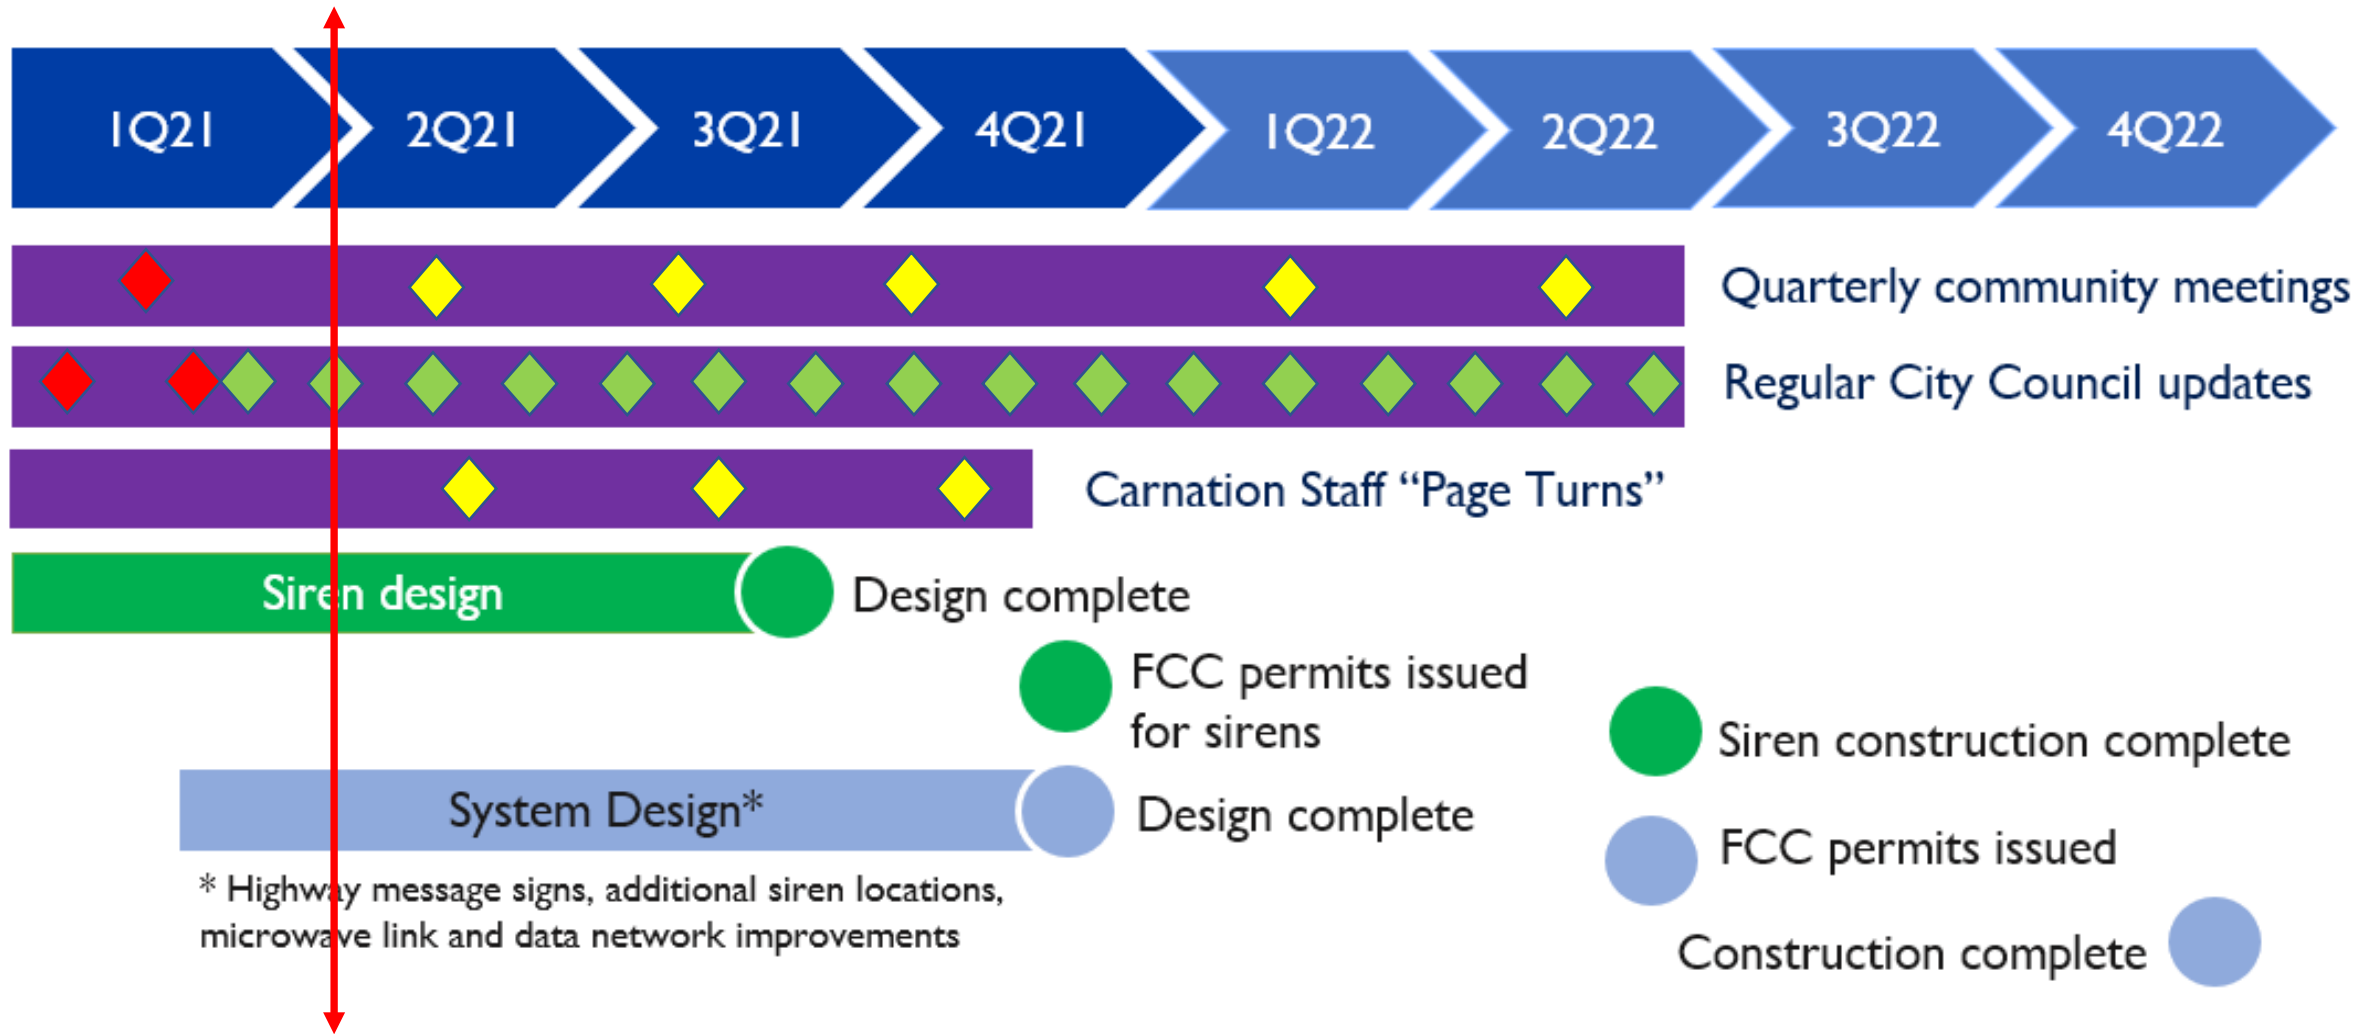 1Q21
2Q21
3Q21
4Q21
1Q22
2Q22
3Q22
4Q22
Quarterly community meetings
Regular City Council updates
Carnation Staff “Page Turns”
Siren design
Design complete
FCC permits issued
for sirens
Siren construction complete
System Design*
Design complete
FCC permits issued
* Highway message signs, additional siren locations,
microwave link and data network improvements
Construction complete